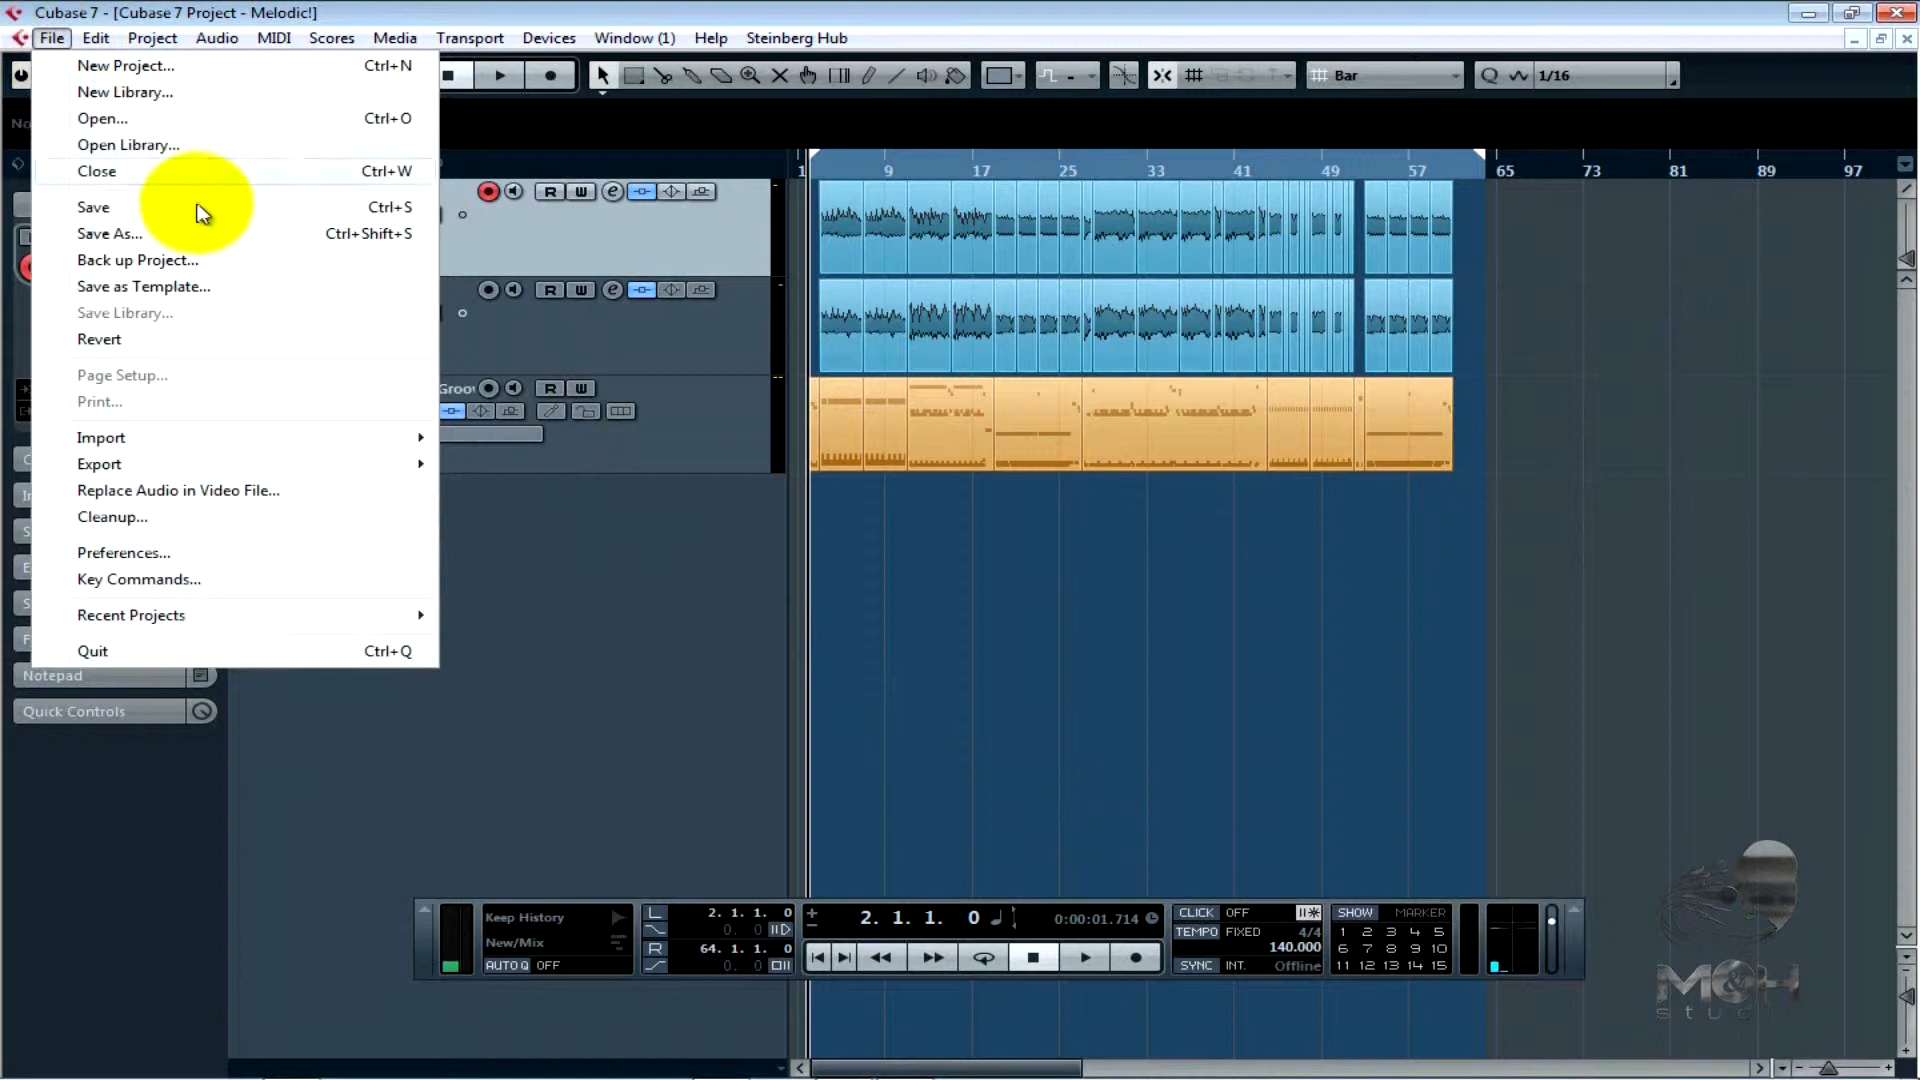 Cubase 7 - [Cubase 7 Project - Melodic!]
File Edit Project Audio MIDI Scores Media Transport Devices Window (1) Help Steinberg Hub
New Project... Ctrl+N
New Library...
Open... Ctrl+O
Open Library...
Close Ctrl+W
Save Ctrl+S
Save As... Ctrl+Shift+S
Back up Project...
Save as Template...
Save Library...
Revert
Page Setup...
Print...
Import
Export
Replace Audio in Video File...
Cleanup...
Preferences...
Key Commands...
Recent Projects
Quit Ctrl+Q
Notepad
Quick Controls
Bar
Q 1/16
1 9 17 25 33 41 49 57 65 73 81 89 97
R W e
R W e
R W
Keep History
New/Mix
AUTO Q OFF
L 2. 1. 1. 0
0. 0
R 64. 1. 1. 0
0. 0
2. 1. 1. 0
0:00:01.714
CLICK OFF
TEMPO FIXED 4/4
140.000
SYNC INT. Offline
SHOW MARKER
1 2 3 4 5
6 7 8 9 10
11 12 13 14 15
M&H